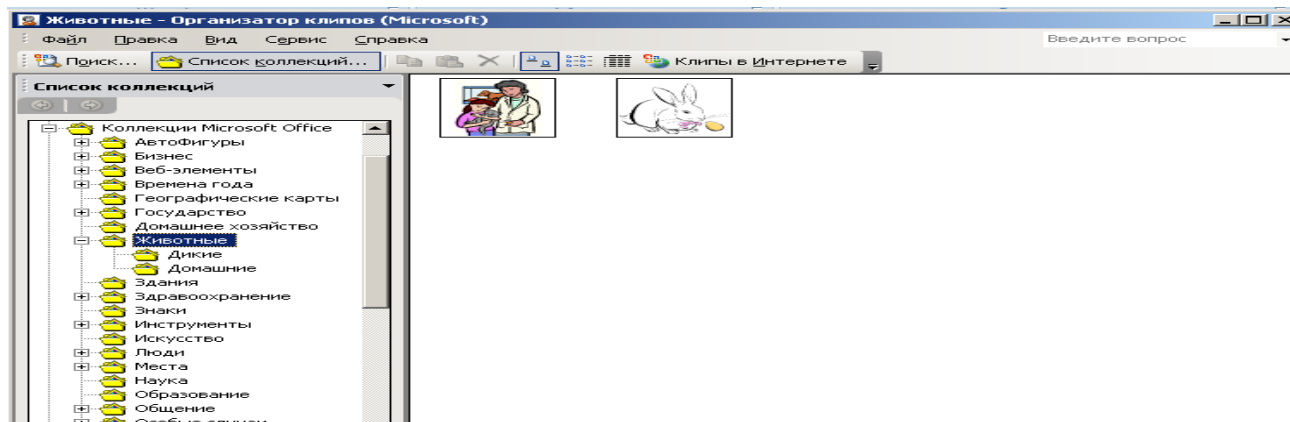 Животные - Организатор клипов (Microsoft)
Файл Правка Вид Сервис Справка Введите вопрос
Поиск... Список коллекций... Клипы в Интернете
Список коллекций
Коллекции Microsoft Office
АвтоФигуры
Бизнес
Веб-элементы
Времена года
Географические карты
Государство
Домашнее хозяйство
Животные
Дикие
Домашние
Здания
Здравоохранение
Знаки
Инструменты
Искусство
Люди
Места
Наука
Образование
Общение
Особые случаи